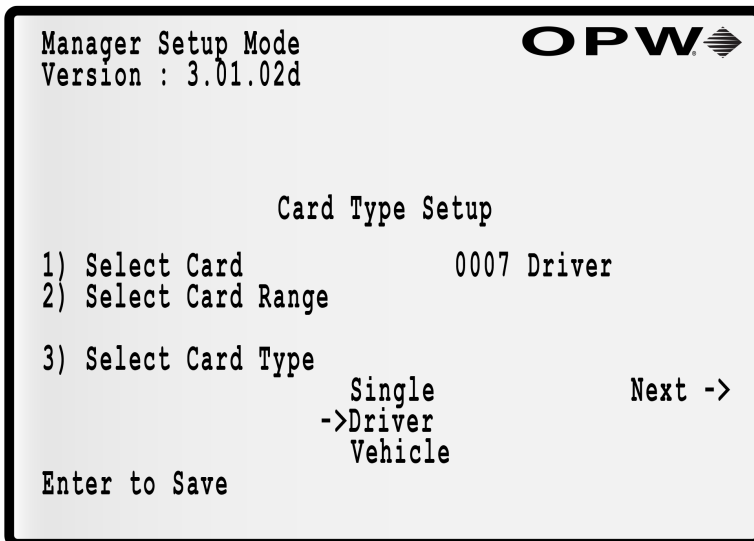 Manager Setup Mode
OPW
Version : 3.01.02d
Card Type Setup
1) Select Card 0007 Driver
2) Select Card Range
3) Select Card Type
Single Next ->
->Driver
Vehicle
Enter to Save